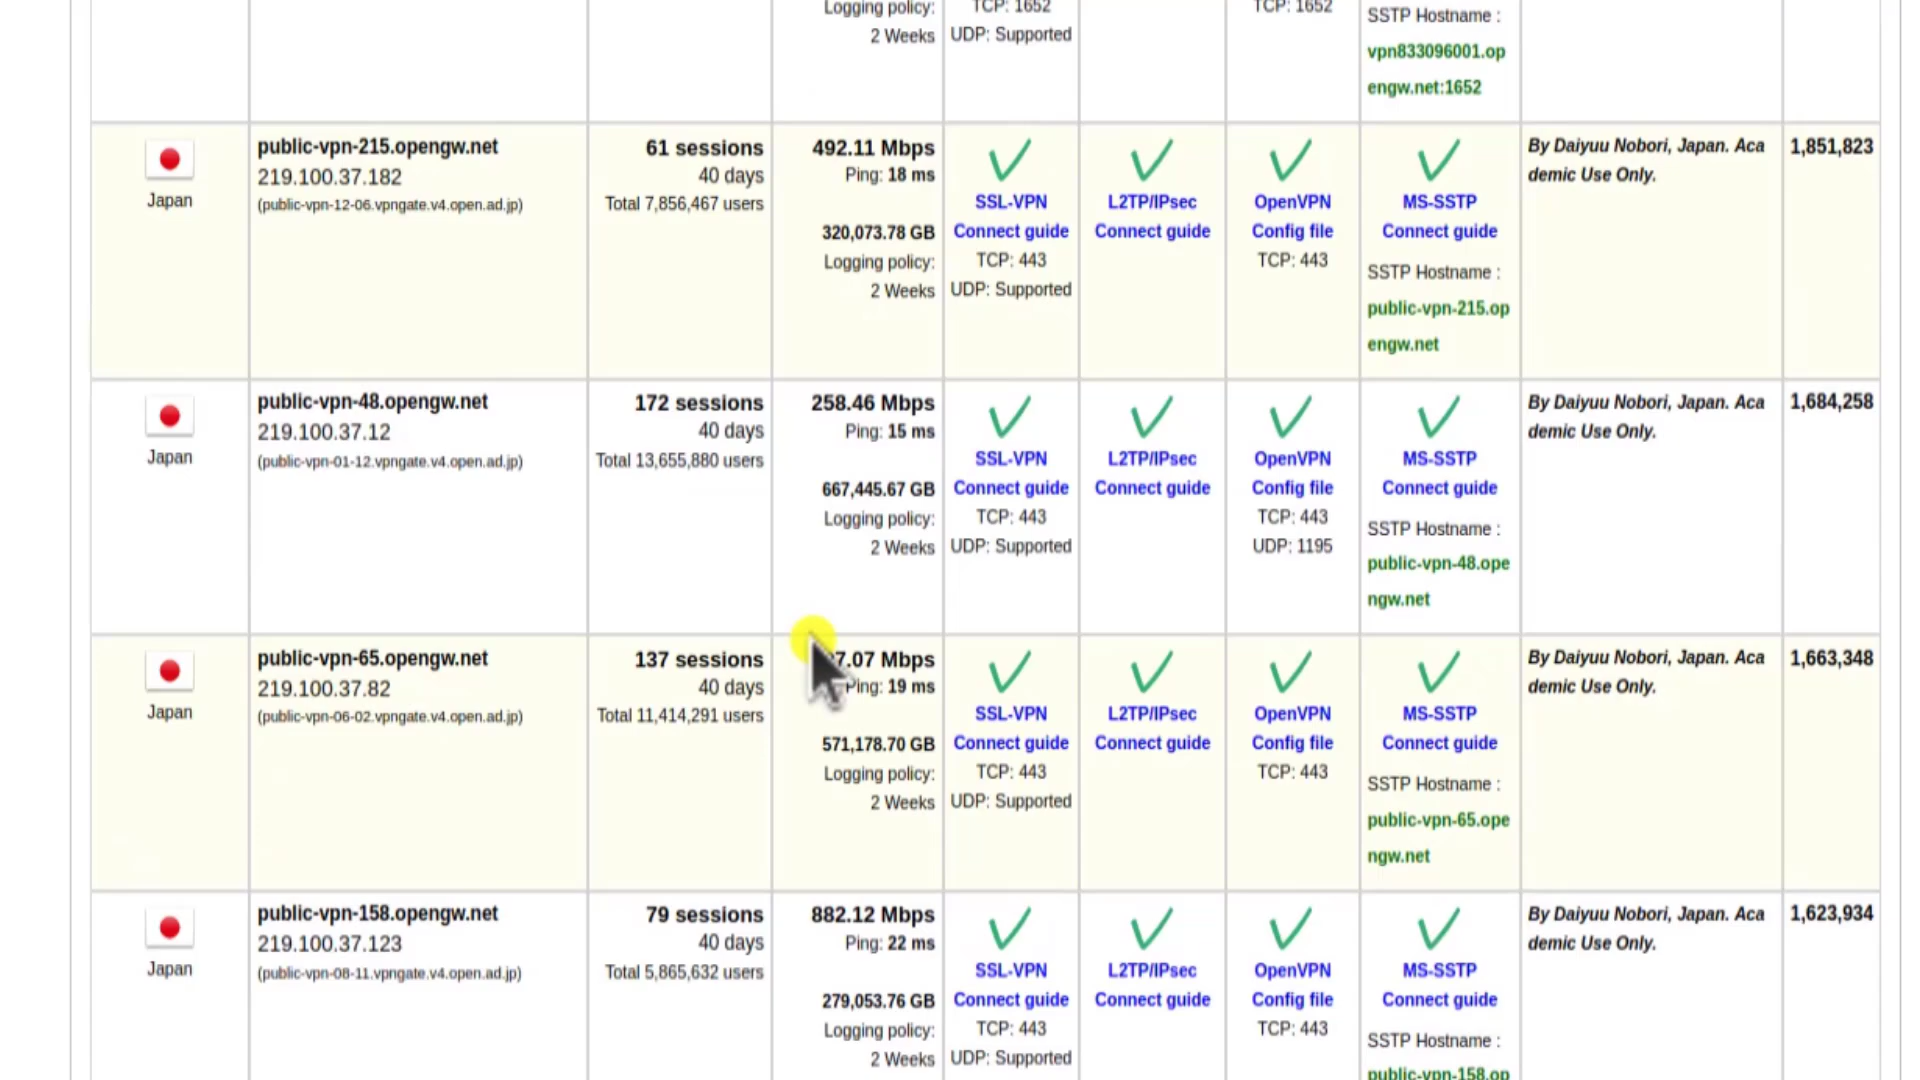 Logging policy:
2 Weeks
TCP: 1652
UDP: Supported
TCP: 1652
SSTP Hostname :
vpn833096001.op
engw.net:1652
Japan
public-vpn-215.opengw.net
219.100.37.182
(public-vpn-12-06.vpngate.v4.open.ad.jp)
61 sessions
40 days
Total 7,856,467 users
492.11 Mbps
Ping: 18 ms
320,073.78 GB
Logging policy:
2 Weeks
SSL-VPN
Connect guide
TCP: 443
UDP: Supported
L2TP/IPsec
Connect guide
OpenVPN
Config file
TCP: 443
MS-SSTP
Connect guide
SSTP Hostname :
public-vpn-215.op
engw.net
By Daiyuu Nobori, Japan. Aca
demic Use Only.
1,851,823
Japan
public-vpn-48.opengw.net
219.100.37.12
(public-vpn-01-12.vpngate.v4.open.ad.jp)
172 sessions
40 days
Total 13,655,880 users
258.46 Mbps
Ping: 15 ms
667,445.67 GB
Logging policy:
2 Weeks
SSL-VPN
Connect guide
TCP: 443
UDP: Supported
L2TP/IPsec
Connect guide
OpenVPN
Config file
TCP: 443
UDP: 1195
MS-SSTP
Connect guide
SSTP Hostname :
public-vpn-48.ope
ngw.net
By Daiyuu Nobori, Japan. Aca
demic Use Only.
1,684,258
Japan
public-vpn-65.opengw.net
219.100.37.82
(public-vpn-06-02.vpngate.v4.open.ad.jp)
137 sessions
40 days
Total 11,414,291 users
Mbps
Ping: 19 ms
571,178.70 GB
Logging policy:
2 Weeks
SSL-VPN
Connect guide
TCP: 443
UDP: Supported
L2TP/IPsec
Connect guide
OpenVPN
Config file
TCP: 443
MS-SSTP
Connect guide
SSTP Hostname :
public-vpn-65.ope
ngw.net
By Daiyuu Nobori, Japan. Aca
demic Use Only.
1,663,348
Japan
public-vpn-158.opengw.net
219.100.37.123
(public-vpn-08-11.vpngate.v4.open.ad.jp)
79 sessions
40 days
Total 5,865,632 users
882.12 Mbps
Ping: 22 ms
279,053.76 GB
Logging policy:
2 Weeks
SSL-VPN
Connect guide
TCP: 443
UDP: Supported
L2TP/IPsec
Connect guide
OpenVPN
Config file
TCP: 443
MS-SSTP
Connect guide
SSTP Hostname :
public-vpn-158.op
By Daiyuu Nobori, Japan. Aca
demic Use Only.
1,623,934